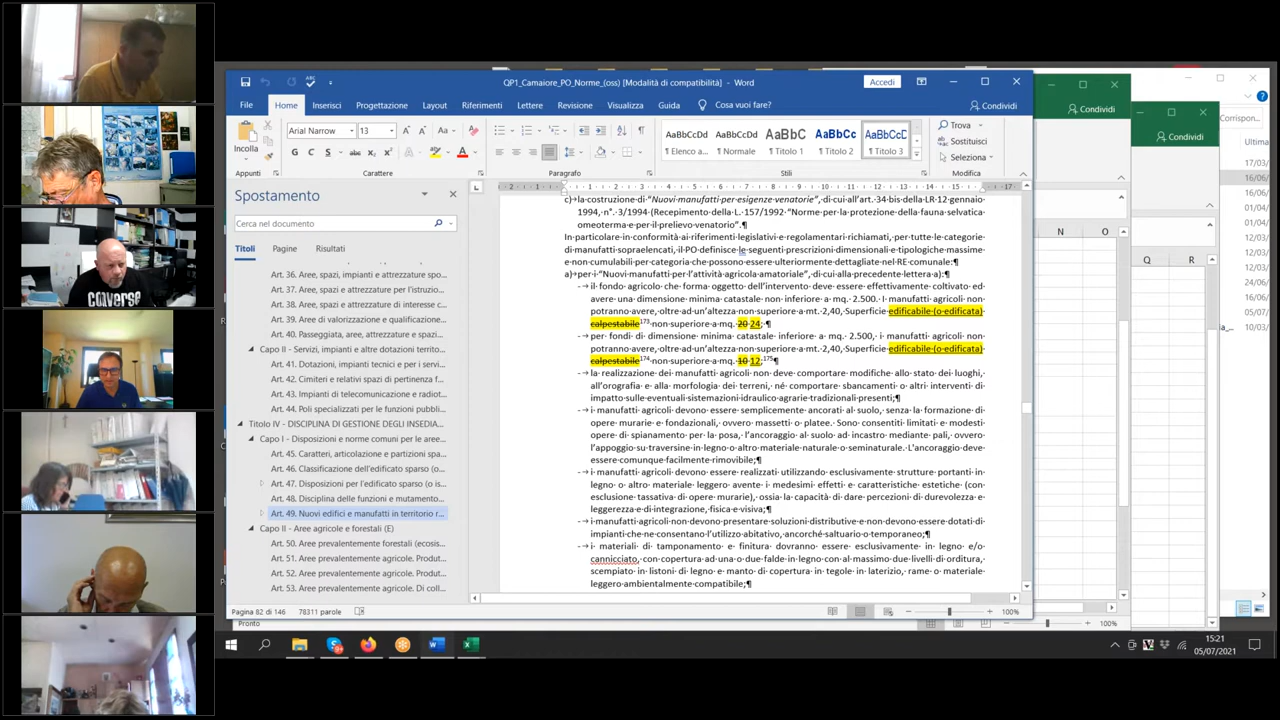 QP1_Camaiore_PO_Norme_(oss) [Modalità di compatibilità] - Word
Accedi
File Home Inserisci Progettazione Layout Riferimenti Lettere Revisione Visualizza Guida Cosa vuoi fare? Condividi
Condividi
Condividi
Incolla
Arial Narrow 13
G C S abc
AaBbCcDd AaBbCcDd AaBbC AaBbCc AaBbCcD
¶ Elenco a... ¶ Normale ¶ Titolo 1 ¶ Titolo 2 ¶ Titolo 3
Trova
Sostituisci
Seleziona
Appunti Carattere Paragrafo Stili Modifica
Spostamento
Cerca nel documento
Titoli Pagine Risultati
Art. 36. Aree, spazi, impianti e attrezzature spo...
Art. 37. Aree, spazi e attrezzature per l'istruzio...
Art. 38. Aree, spazi e attrezzature di interesse c...
Art. 39. Aree di valorizzazione e qualificazione...
Art. 40. Passeggiata, aree, attrezzature e spazi...
Capo II - Servizi, impianti e altre dotazioni territo...
Art. 41. Dotazioni, impianti tecnici e per i servi...
Art. 42. Cimiteri e relativi spazi di pertinenza f...
Art. 43. Impianti di telecomunicazione e radiot...
Art. 44. Poli specializzati per le funzioni pubbli...
Titolo IV - DISCIPLINA DI GESTIONE DEGLI INSEDIA...
Capo I - Disposizioni e norme comuni per le aree...
Art. 45. Caratteri, articolazione e partizioni spa...
Art. 46. Classificazione dell'edificato sparso (o...
Art. 47. Disposizioni per l'edificato sparso (o is...
Art. 48. Disciplina delle funzioni e mutamento...
Art. 49. Nuovi edifici e manufatti in territorio r...
Capo II - Aree agricole e forestali (E)
Art. 50. Aree prevalentemente forestali (ecosis...
Art. 51. Aree prevalentemente agricole. Produt...
Art. 52. Aree prevalentemente agricole. Produt...
Art. 53. Aree prevalentemente agricole. Di coll...
c)→la costruzione di "Nuovi manufatti per esigenze venatorie", di cui all'art. 34 bis della LR 12 gennaio
1994, n°. 3/1994 (Recepimento della L. 157/1992 "Norme per la protezione della fauna selvatica
omeoterma e per il prelievo venatorio".¶
In particolare in conformità ai riferimenti legislativi e regolamentari richiamati, per tutte le categorie
di manufatti sopraelencati, il PO definisce le seguenti prescrizioni dimensionali e tipologiche massime
e non cumulabili per categoria che possono essere ulteriormente dettagliata nel RE comunale:¶
a)→per i "Nuovi manufatti per l'attività agricola amatoriale", di cui alla precedente lettera a):¶
-→il fondo agricolo che forma oggetto dell'intervento deve essere effettivamente coltivato ed
avere una dimensione minima catastale non inferiore a mq. 2.500. I manufatti agricoli non
potranno avere, oltre ad un'altezza non superiore a mt. 2,40, Superficie edificabile (o edificata)
calpestabile173 non superiore a mq. 20 24; ¶
-→per fondi di dimensione minima catastale inferiore a mq. 2.500, i manufatti agricoli non
potranno avere, oltre ad un'altezza non superiore a mt. 2,40, Superficie edificabile (o edificata)
calpestabile174 non superiore a mq. 10 12;175¶
-→la realizzazione dei manufatti agricoli non deve comportare modifiche allo stato dei luoghi,
all'orografia e alla morfologia dei terreni, né comportare sbancamenti o altri interventi di
impatto sulle eventuali sistemazioni idraulico agrarie tradizionali presenti;¶
-→i manufatti agricoli devono essere semplicemente ancorati al suolo, senza la formazione di
opere murarie e fondazionali, ovvero massetti o platee. Sono consentiti limitati e modesti
opere di spianamento per la posa, l'ancoraggio al suolo ad incastro mediante pali, ovvero
l'appoggio su traversine in legno o altro materiale naturale o seminaturale. L'ancoraggio deve
essere comunque facilmente rimovibile;¶
-→i manufatti agricoli devono essere realizzati utilizzando esclusivamente strutture portanti in
legno o altro materiale leggero avente i medesimi effetti e caratteristiche estetiche (con
esclusione tassativa di opere murarie), ossia la capacità di dare percezioni di durevolezza e
leggerezza e di integrazione, fisica e visiva;¶
-→i manufatti agricoli non devono presentare soluzioni distributive e non devono essere dotati di
impianti che ne consentano l'utilizzo abitativo, ancorché saltuario o temporaneo;¶
-→i materiali di tamponamento e finitura dovranno essere esclusivamente in legno e/o
cannicciato, con copertura ad una o due falde in legno con al massimo due livelli di orditura,
scempiato in listoni di legno e manto di copertura in tegole in laterizio, rame o materiale
leggero ambientalmente compatibile;¶
Pagina 82 di 146 78311 parole 100%
Pronto 100%
N O
Q R
R
17/03/
16/06/
converse
15:21
05/07/2021